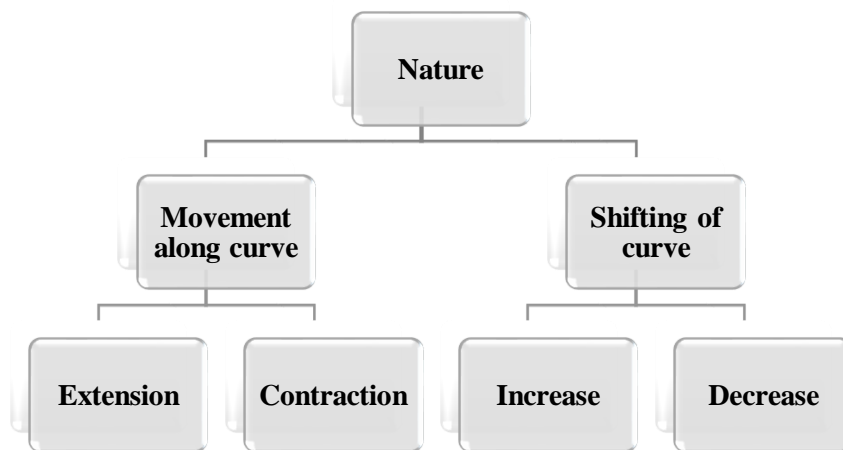 Nature
Movement
along curve
Shifting of
curve
Extension
Contraction
Increase
Decrease